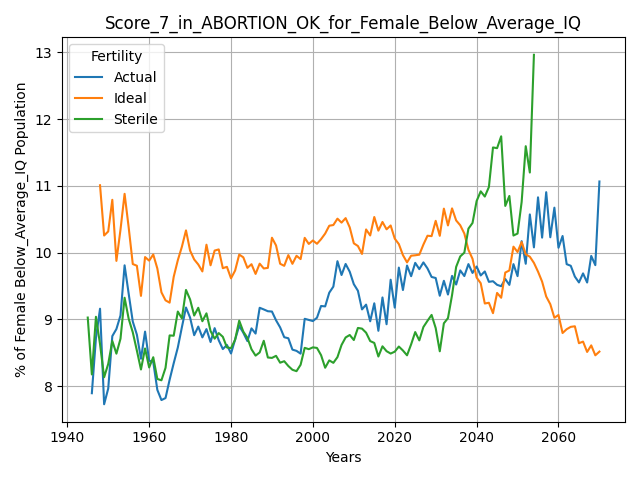 Score_7_in_ABORTION_OK_for_Female_Below_Average_IQ
% of Female Below_Average_IQ Population
13
12
11
10
9
8
Fertility
Actual
Ideal
Sterile
1940 1960 1980 2000 2020 2040 2060
Years